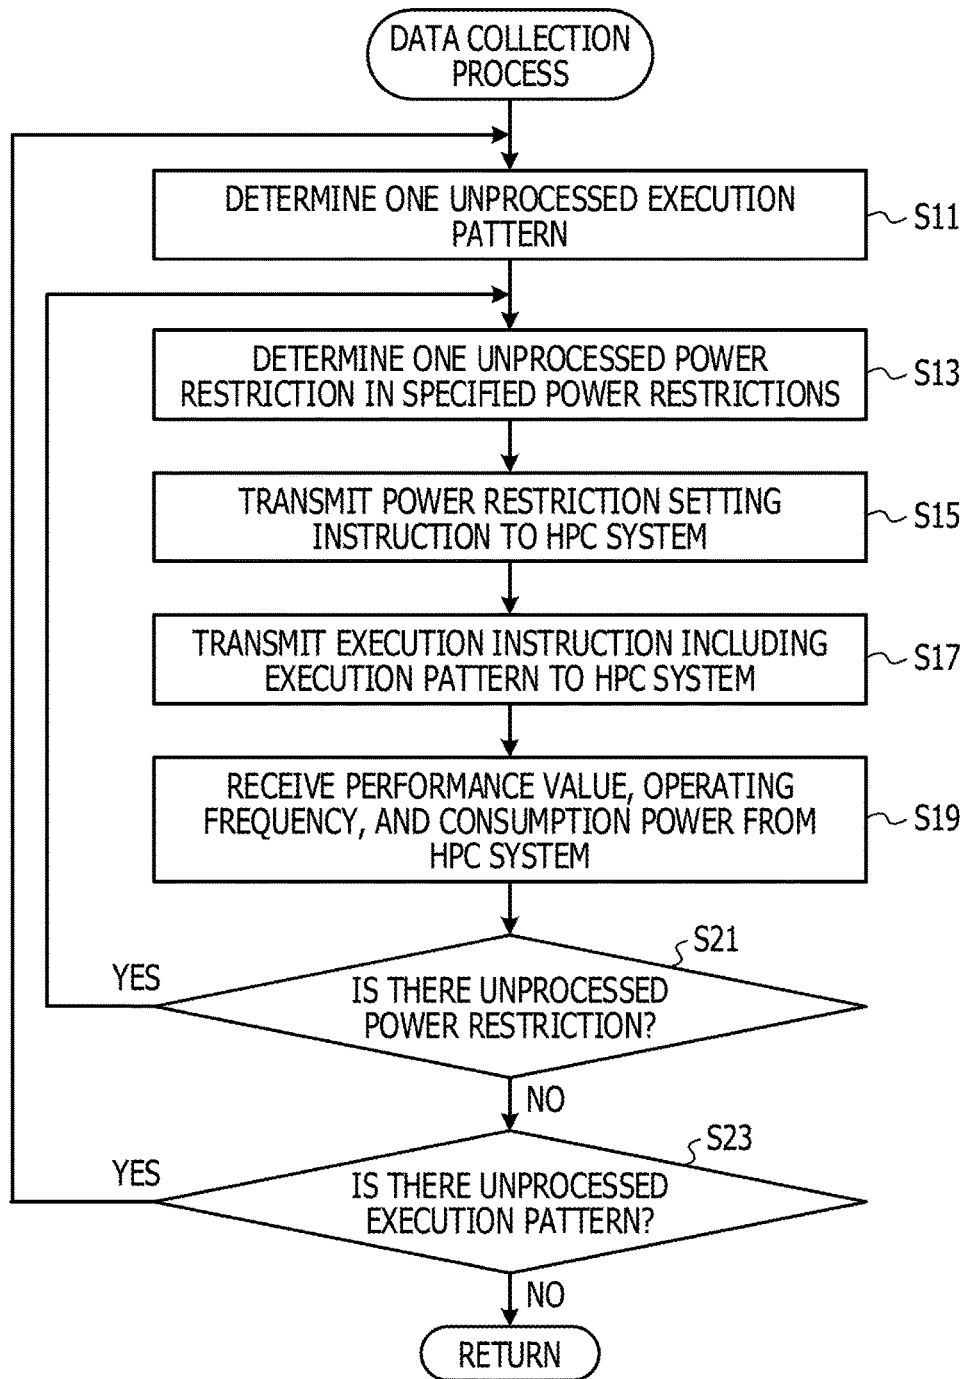 DATA COLLECTION
PROCESS
DETERMINE ONE UNPROCESSED EXECUTION
PATTERN
S11
DETERMINE ONE UNPROCESSED POWER
RESTRICTION IN SPECIFIED POWER RESTRICTIONS
S13
TRANSMIT POWER RESTRICTION SETTING
INSTRUCTION TO HPC SYSTEM
S15
TRANSMIT EXECUTION INSTRUCTION INCLUDING
EXECUTION PATTERN TO HPC SYSTEM
S17
RECEIVE PERFORMANCE VALUE, OPERATING
FREQUENCY, AND CONSUMPTION POWER FROM
HPC SYSTEM
S19
S21
YES
IS THERE UNPROCESSED
POWER RESTRICTION?
NO
S23
YES
IS THERE UNPROCESSED
EXECUTION PATTERN?
NO
RETURN